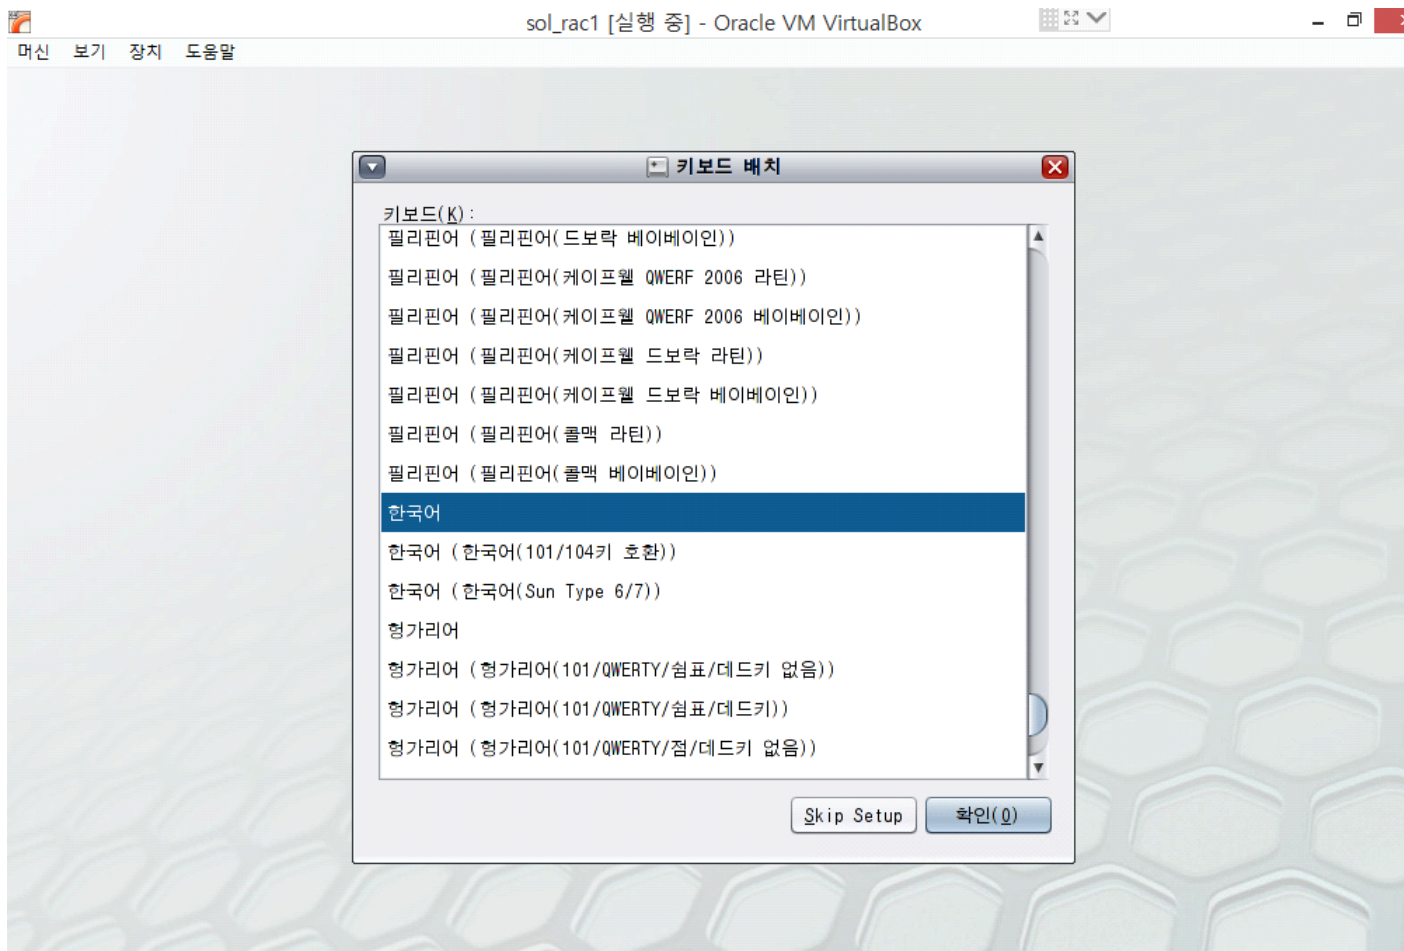 sol_rac1 [실행 중] - Oracle VM VirtualBox
머신 보기 장치 도움말
키보드 배치
키보드(K):
필리핀어 (필리핀어(드보락 베이베이인))
필리핀어 (필리핀어(케이프웰 QWERF 2006 라틴))
필리핀어 (필리핀어(케이프웰 QWERF 2006 베이베이인))
필리핀어 (필리핀어(케이프웰 드보락 라틴))
필리핀어 (필리핀어(케이프웰 드보락 베이베이인))
필리핀어 (필리핀어(콜맥 라틴))
필리핀어 (필리핀어(콜맥 베이베이인))
한국어
한국어 (한국어(101/104키 호환))
한국어 (한국어(Sun Type 6/7))
헝가리어
헝가리어 (헝가리어(101/QWERTY/쉼표/데드키 없음))
헝가리어 (헝가리어(101/QWERTY/쉼표/데드키))
헝가리어 (헝가리어(101/QWERTY/점/데드키 없음))
Skip Setup 확인(O)